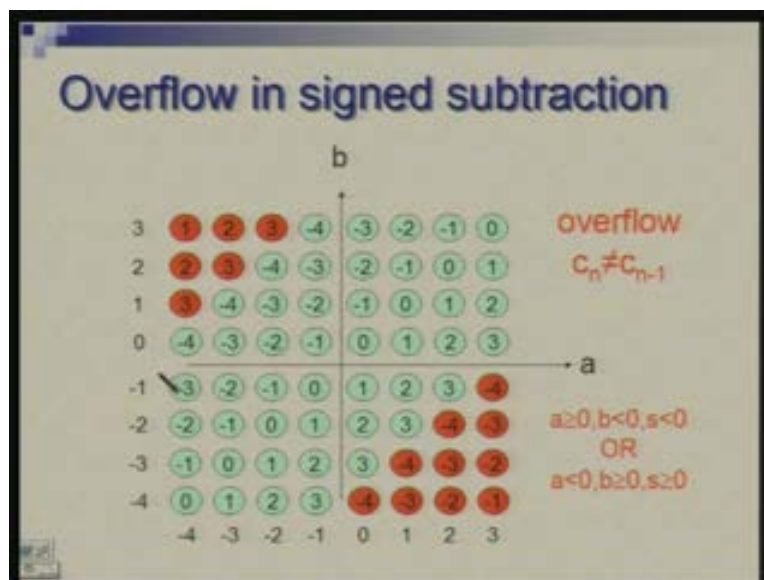 Overflow in signed subtraction
b
3 1 2 3 -4 -3 -2 -1 0
overflow
2 2 3 -4 -3 -2 -1 0 1
cn≠cn-1
1 3 -4 -3 -2 -1 0 1 2
0 -4 -3 -2 -1 0 1 2 3
a
-1 -3 -2 -1 0 1 2 3 -4
-2 -2 -1 0 1 2 3 -4 -3
a≥0,b<0,s<0
OR
-3 -1 0 1 2 3 -4 -3 -2
a<0,b≥0,s≥0
-4 0 1 2 3 -4 -3 -2 -1
-4 -3 -2 -1 0 1 2 3